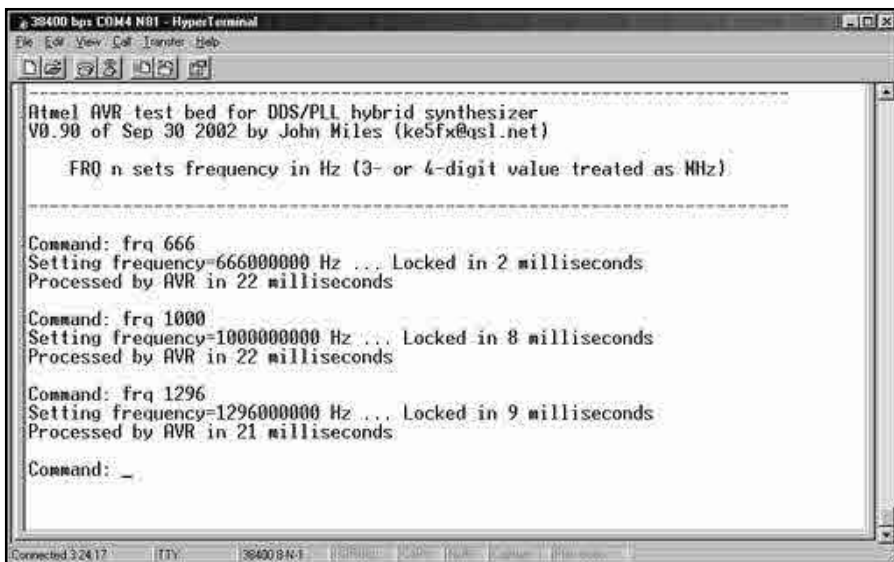 38400 bps COM4 N81 - HyperTerminal
File Edit View Call Transfer Help
Atmel AVR test bed for DDS/PLL hybrid synthesizer
V0.90 of Sep 30 2002 by John Miles (ke5fx@qsl.net)
FRQ n sets frequency in Hz (3- or 4-digit value treated as MHz)
Command: frq 666
Setting frequency=666000000 Hz ... Locked in 2 milliseconds
Processed by AVR in 22 milliseconds
Command: frq 1000
Setting frequency=1000000000 Hz ... Locked in 8 milliseconds
Processed by AVR in 22 milliseconds
Command: frq 1296
Setting frequency=1296000000 Hz ... Locked in 9 milliseconds
Processed by AVR in 21 milliseconds
Command: _
Connected 3:24:17 TTY 38400 8-N-1